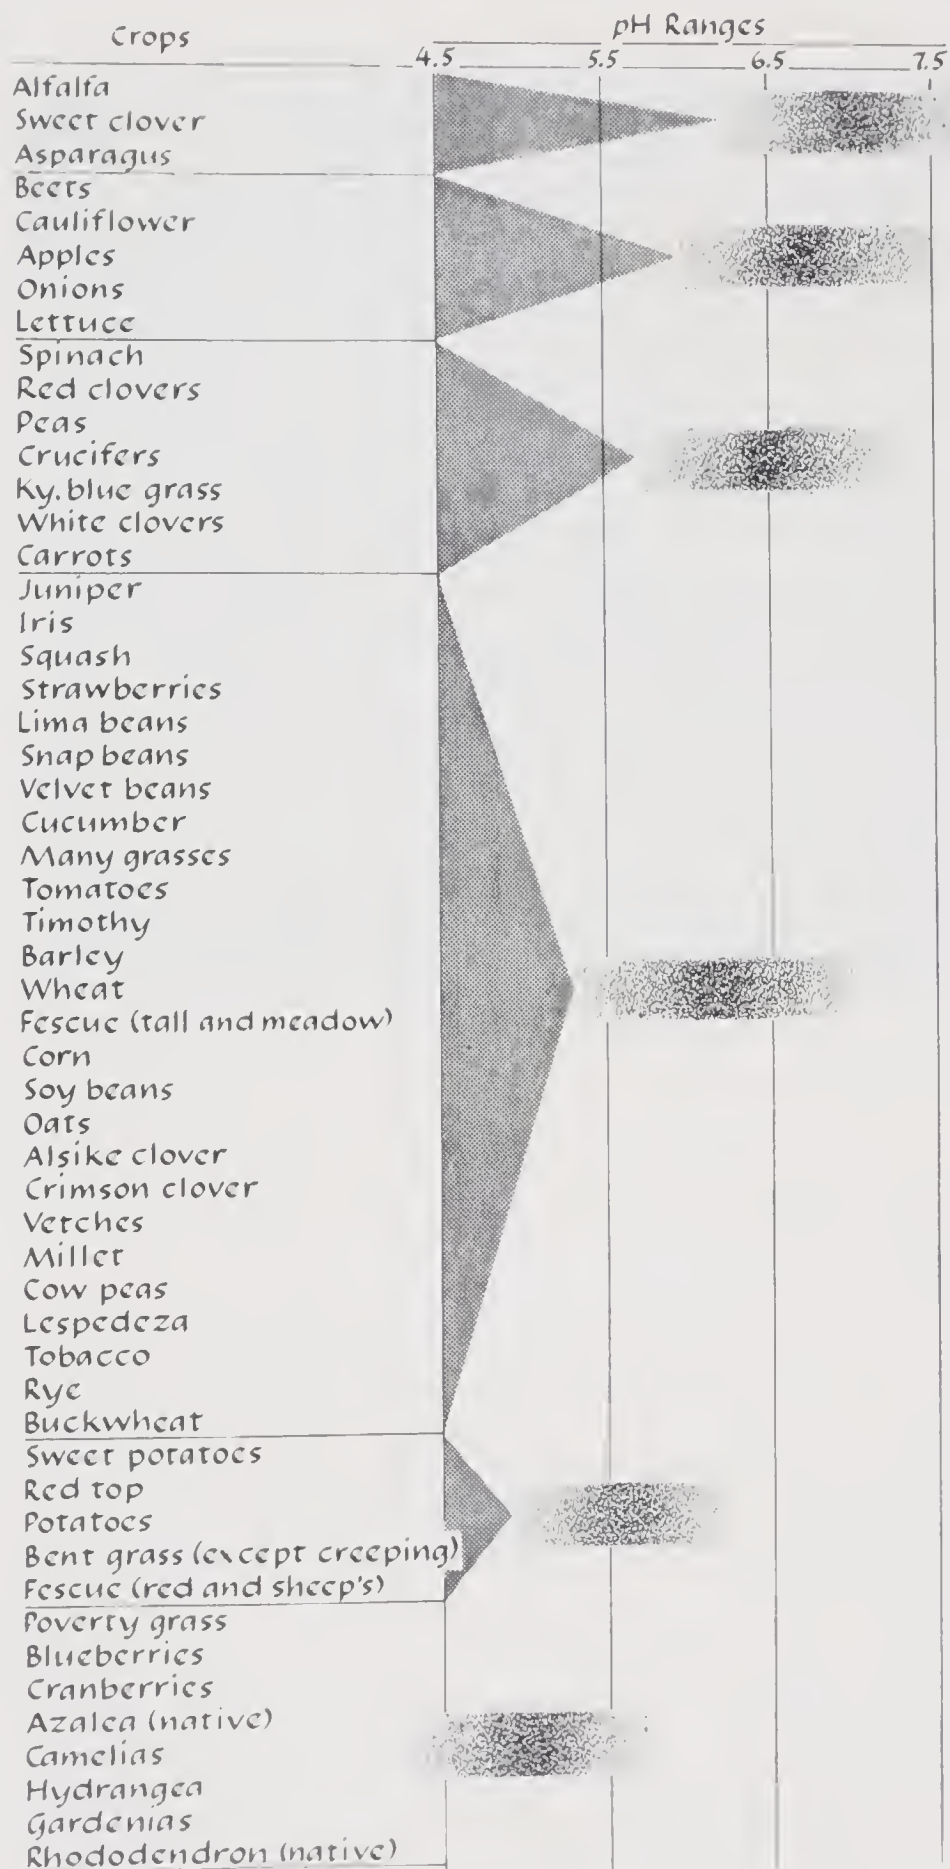 Crops pH Ranges
4.5 5.5 6.5 7.5
Alfalfa
Sweet clover
Asparagus
Beets
Cauliflower
Apples
Onions
Lettuce
Spinach
Red clovers
Peas
Crucifers
Ky. blue grass
White clovers
Carrots
Juniper
Iris
Squash
Strawberries
Lima beans
Snap beans
Velvet beans
Cucumber
Many grasses
Tomatoes
Timothy
Barley
Wheat
Fescue (tall and meadow)
Corn
Soy beans
Oats
Alsike clover
Crimson clover
Vetches
Millet
Cow peas
Lespedeza
Tobacco
Rye
Buckwheat
Sweet potatoes
Red top
Potatoes
Bent grass (except creeping)
Fescue (red and sheep's)
Poverty grass
Blueberries
Cranberries
Azalea (native)
Camelias
Hydrangea
Gardenias
Rhododendron (native)